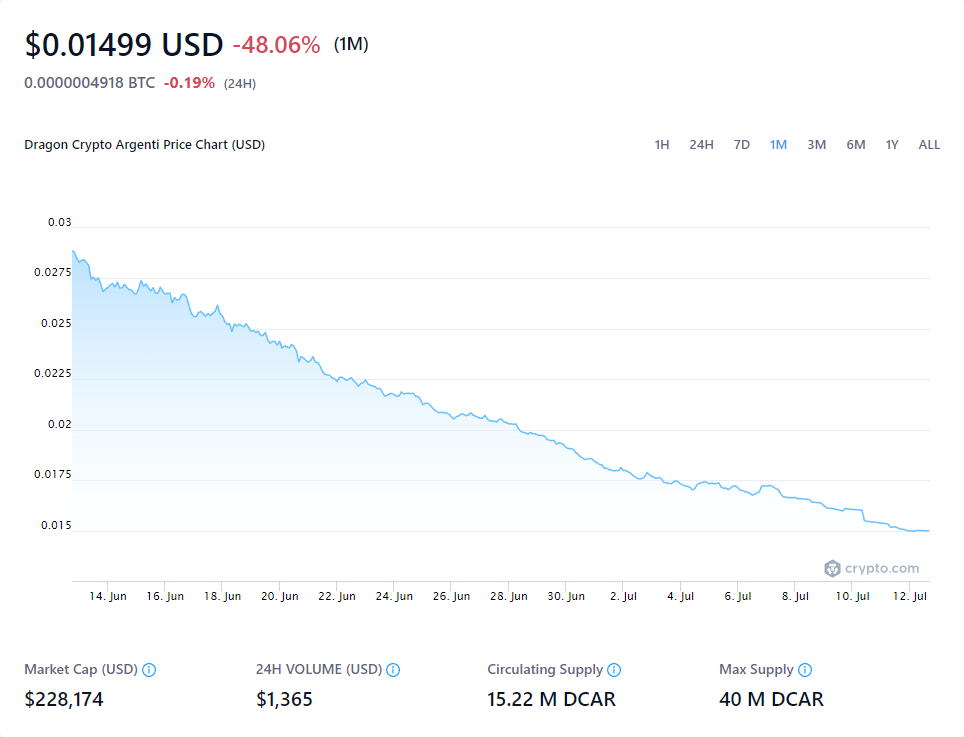 $0.01499 USD -48.06% (1M)
0.0000004918 BTC -0.19% (24H)
Dragon Crypto Argenti Price Chart (USD) 1H 24H 7D 1M 3M 6M 1Y ALL
0.03
0.0275
0.025
0.0225
0.02
0.0175
0.015
crypto.com
14. Jun 16. Jun 18. Jun 20. Jun 22. Jun 24. Jun 26. Jun 28. Jun 30. Jun 2. Jul 4. Jul 6. Jul 8. Jul 10. Jul 12. Jul
Market Cap (USD) 24H VOLUME (USD) Circulating Supply Max Supply
$228,174 $1,365 15.22 M DCAR 40 M DCAR